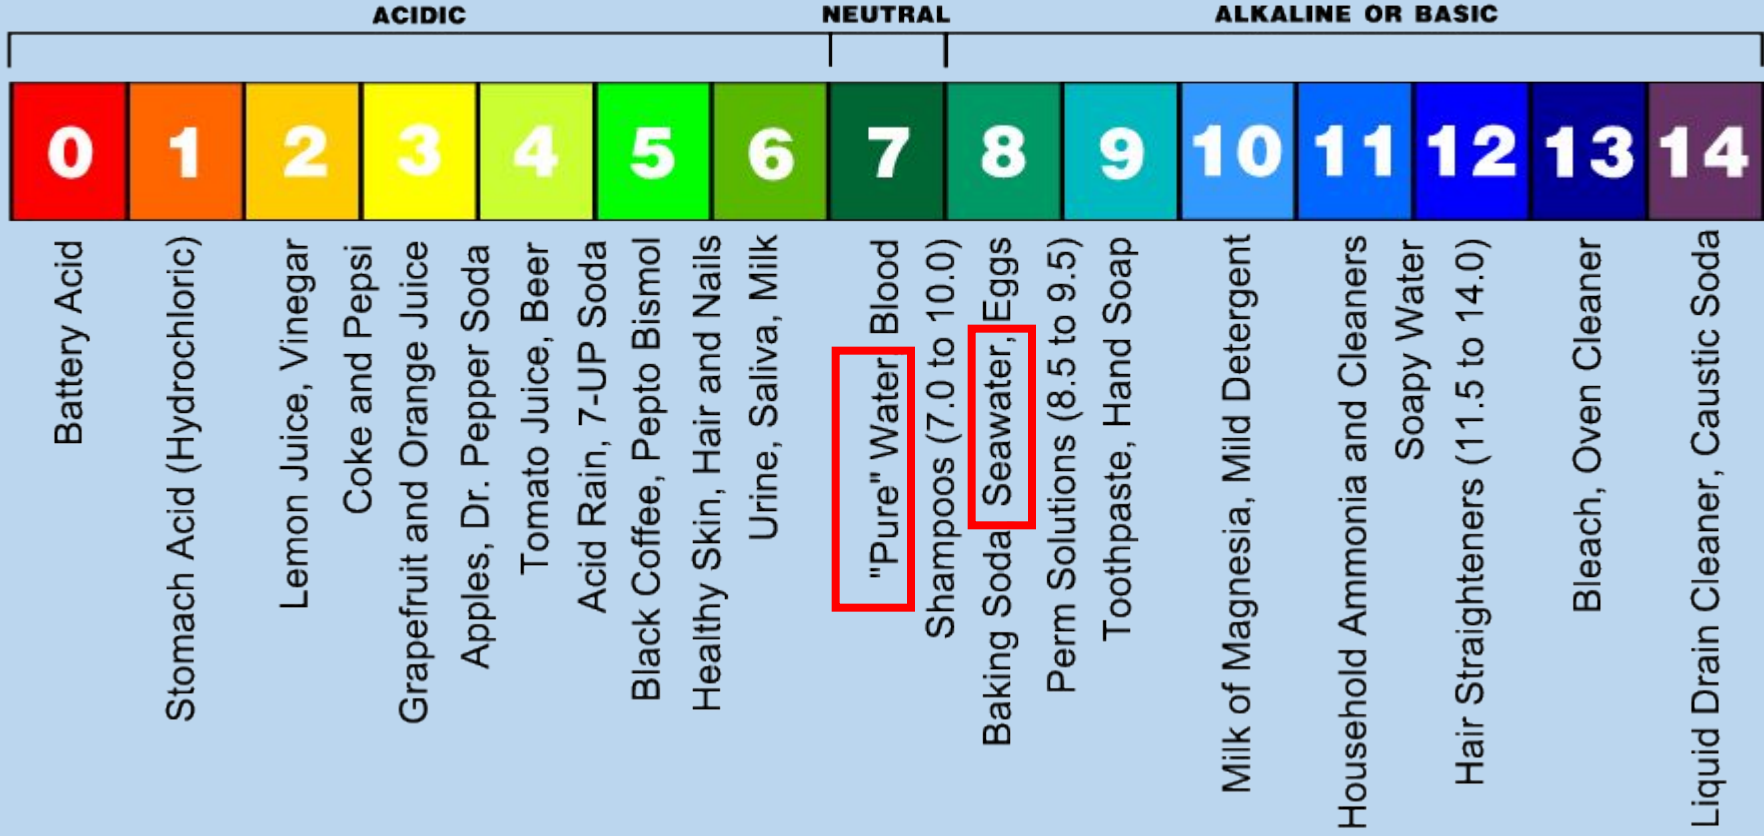 ACIDIC NEUTRAL ALKALINE OR BASIC
0 1 2 3 4 5 6 7 8 9 10 11 12 13 14
Battery Acid
Stomach Acid (Hydrochloric)
Lemon Juice, Vinegar
Coke and Pepsi
Grapefruit and Orange Juice
Apples, Dr. Pepper Soda
Tomato Juice, Beer
Acid Rain, 7-UP Soda
Black Coffee, Pepto Bismol
Healthy Skin, Hair and Nails
Urine, Saliva, Milk
"Pure" Water Blood
Shampoos (7.0 to 10.0)
Baking Soda Seawater, Eggs
Perm Solutions (8.5 to 9.5)
Toothpaste, Hand Soap
Milk of Magnesia, Mild Detergent
Household Ammonia and Cleaners
Soapy Water
Hair Straighteners (11.5 to 14.0)
Bleach, Oven Cleaner
Liquid Drain Cleaner, Caustic Soda